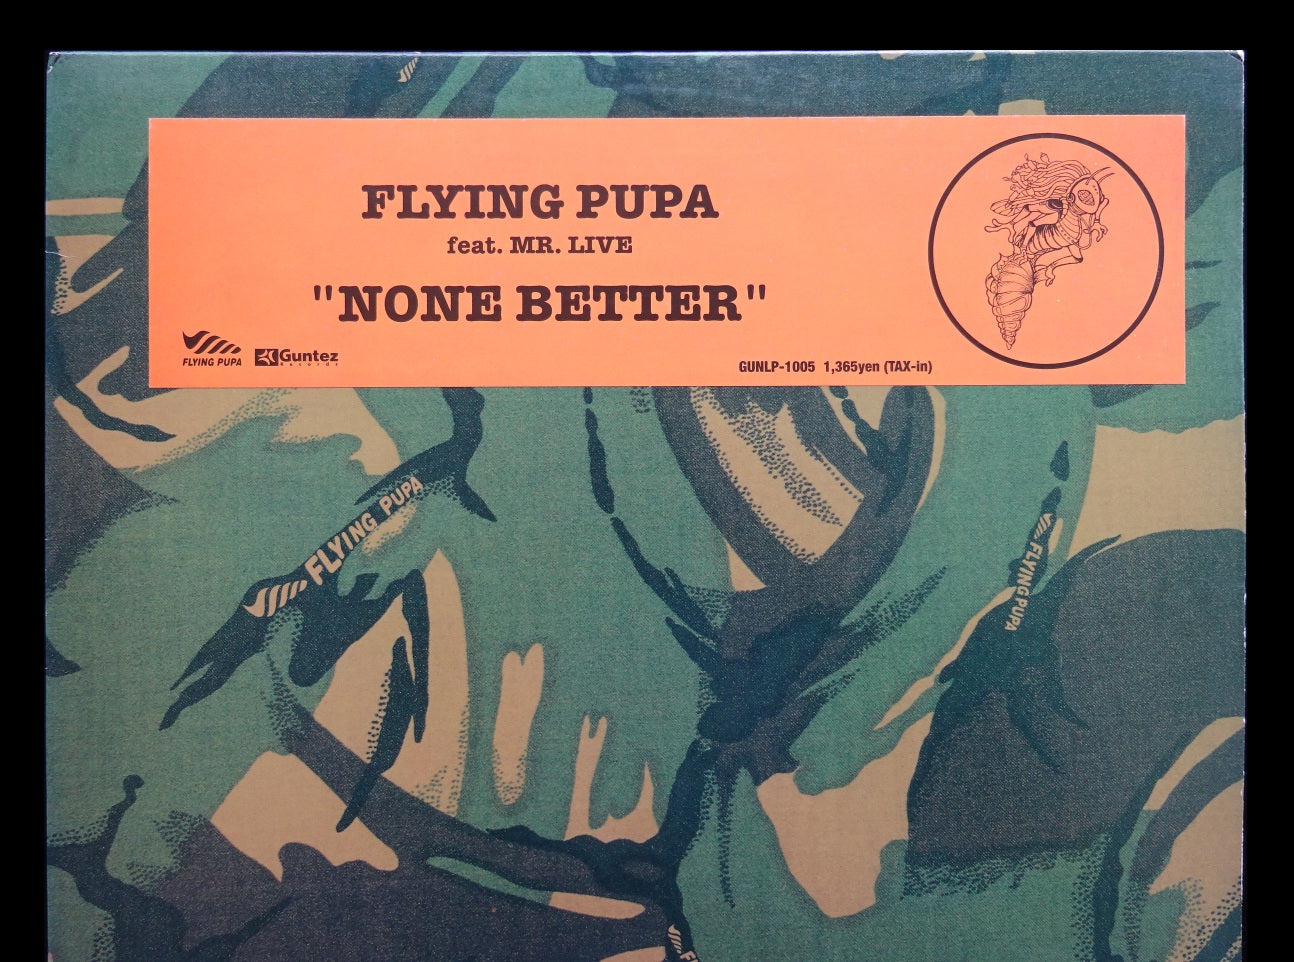 FLYING PUPA
feat. MR. LIVE
"NONE BETTER"
FLYING PUPA
Guntez
Records
GUNLP-1005 1,365yen (TAX-in)
FLYING PUPA
FLYING PUPA